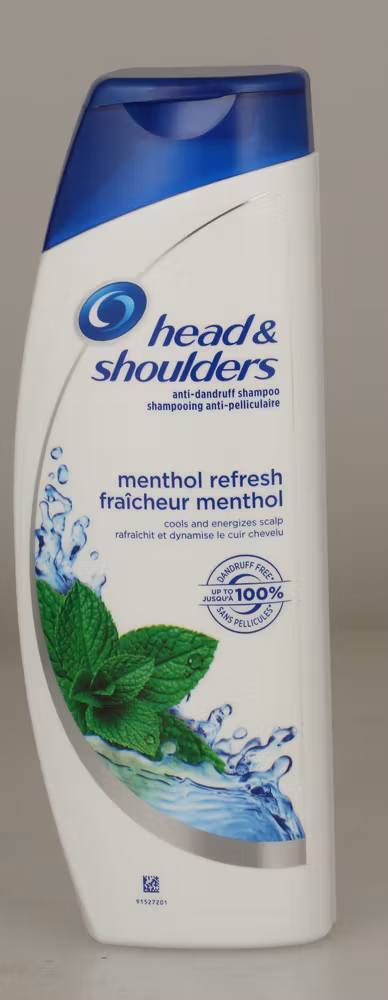 head &
shoulders
anti-dandruff shampoo
shampooing anti-pelliculaire
menthol refresh
fraîcheur menthol
cools and energizes scalp
rafraîchit et dynamise le cuir chevelu
DANDRUFF FREE*
UP TO
JUSQU'À 100%
SANS PELLICULES*
91527201